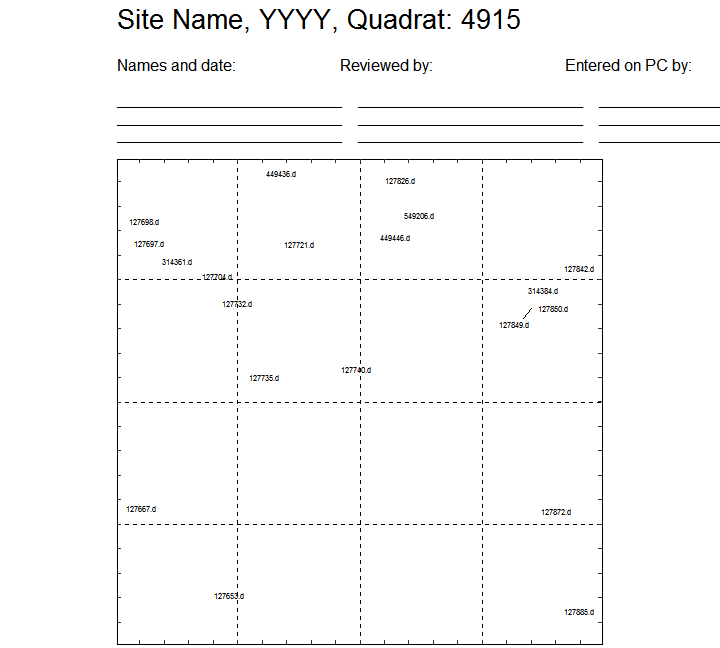 Site Name, YYYY, Quadrat: 4915
Names and date: Reviewed by: Entered on PC by:
449436.d
127826.d
549206.d
127698.d
449446.d
127697.d
127721.d
314361.d
127842.d
127704.d
314384.d
127732.d
127850.d
127849.d
127740.d
127735.d
127667.d
127872.d
127653.d
127885.d